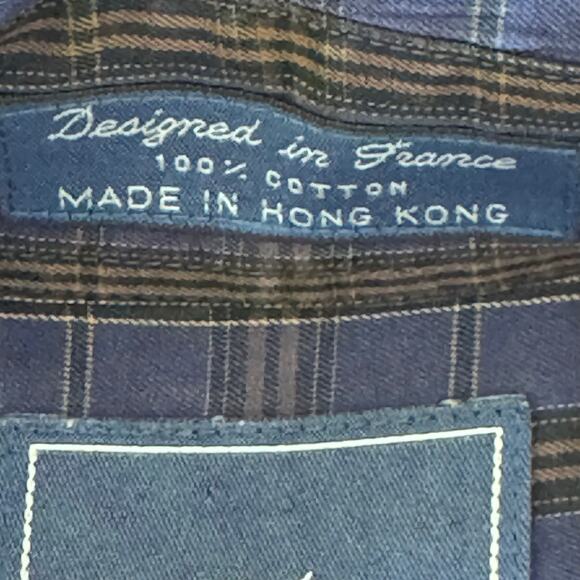 Designed in France
100% COTTON
MADE IN HONG KONG